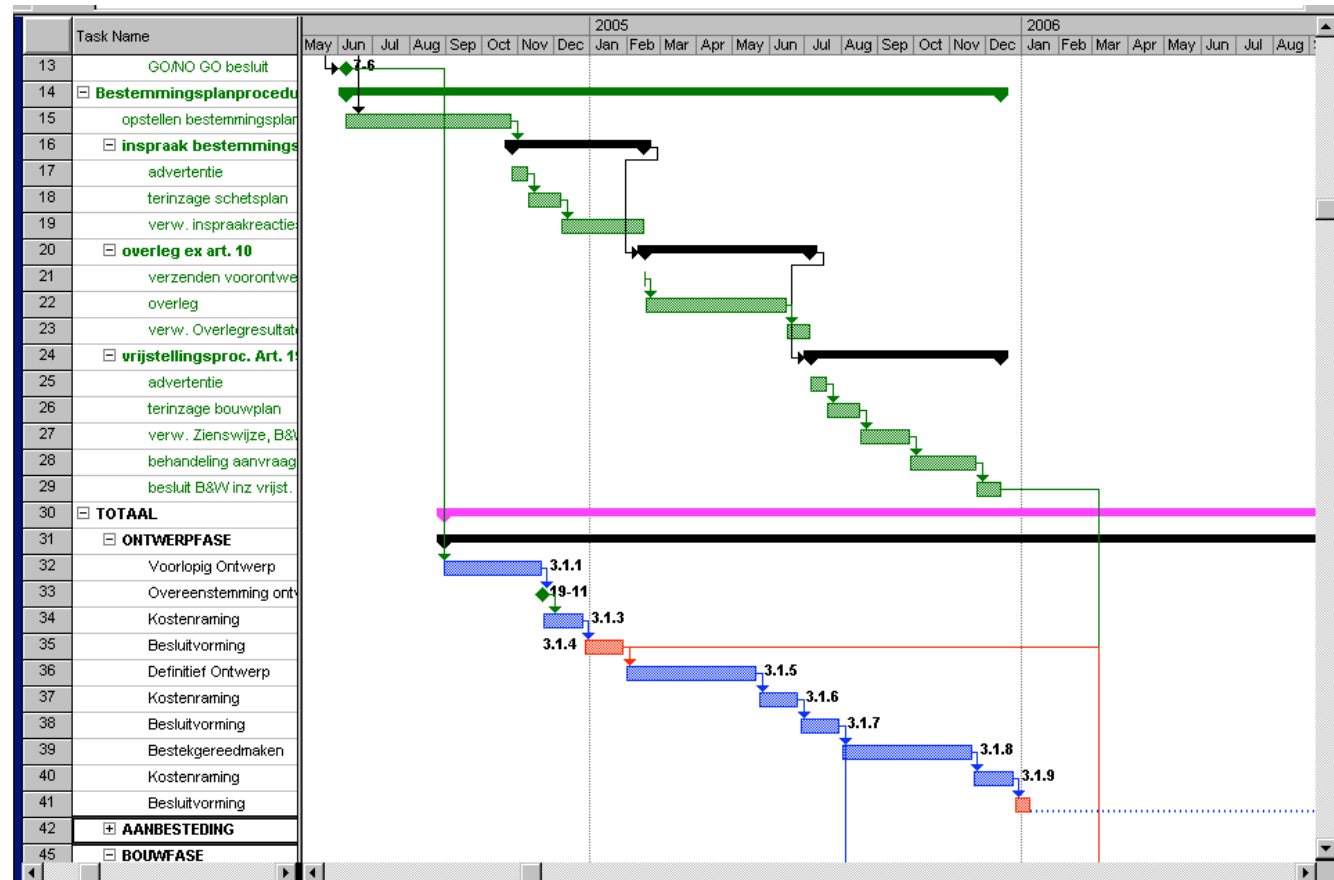 Task Name
2005 2006
May Jun Jul Aug Sep Oct Nov Dec Jan Feb Mar Apr May Jun Jul Aug Sep Oct Nov Dec Jan Feb Mar Apr May Jun Jul Aug
13 GO/NO GO besluit 7-6
14 Bestemmingsplanprocedu
15 opstellen bestemmingsplan
16 inspraak bestemmings
17 advertentie
18 terinzage schetsplan
19 verw. inspraakreacties
20 overleg ex art. 10
21 verzenden voorontwe
22 overleg
23 verw. Overlegresultate
24 vrijstellingsproc. Art. 19
25 advertentie
26 terinzage bouwplan
27 verw. Zienswijze, B&W
28 behandeling aanvraag
29 besluit B&W inz vrijst.
30 TOTAAL
31 ONTWERPFASE
32 Voorlopig Ontwerp 3.1.1
33 Overeenstemming ontw 19-11
34 Kostenraming 3.1.3
35 Besluitvorming 3.1.4
36 Definitief Ontwerp 3.1.5
37 Kostenraming 3.1.6
38 Besluitvorming 3.1.7
39 Bestekgereedmaken 3.1.8
40 Kostenraming 3.1.9
41 Besluitvorming
42 AANBESTEDING
45 BOUWFASE